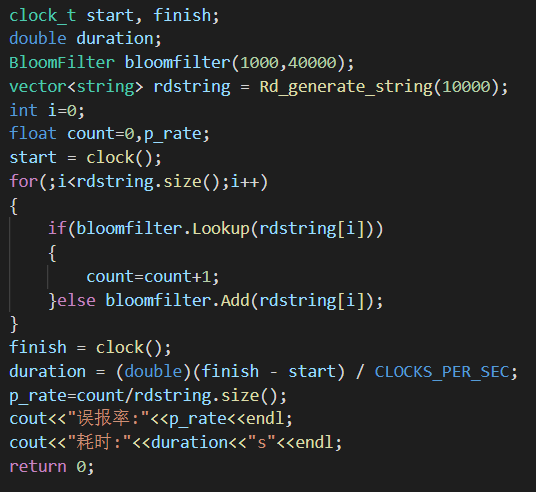 clock_t start, finish;
double duration;
BloomFilter bloomfilter(1000,40000);
vector<string> rdstring = Rd_generate_string(10000);
int i=0;
float count=0,p_rate;
start = clock();
for(;i<rdstring.size();i++)
{
    if(bloomfilter.Lookup(rdstring[i]))
    {
        count=count+1;
    }else bloomfilter.Add(rdstring[i]);
}
finish = clock();
duration = (double)(finish - start) / CLOCKS_PER_SEC;
p_rate=count/rdstring.size();
cout<<"误报率:"<<p_rate<<endl;
cout<<"耗时:"<<duration<<"s"<<endl;
return 0;